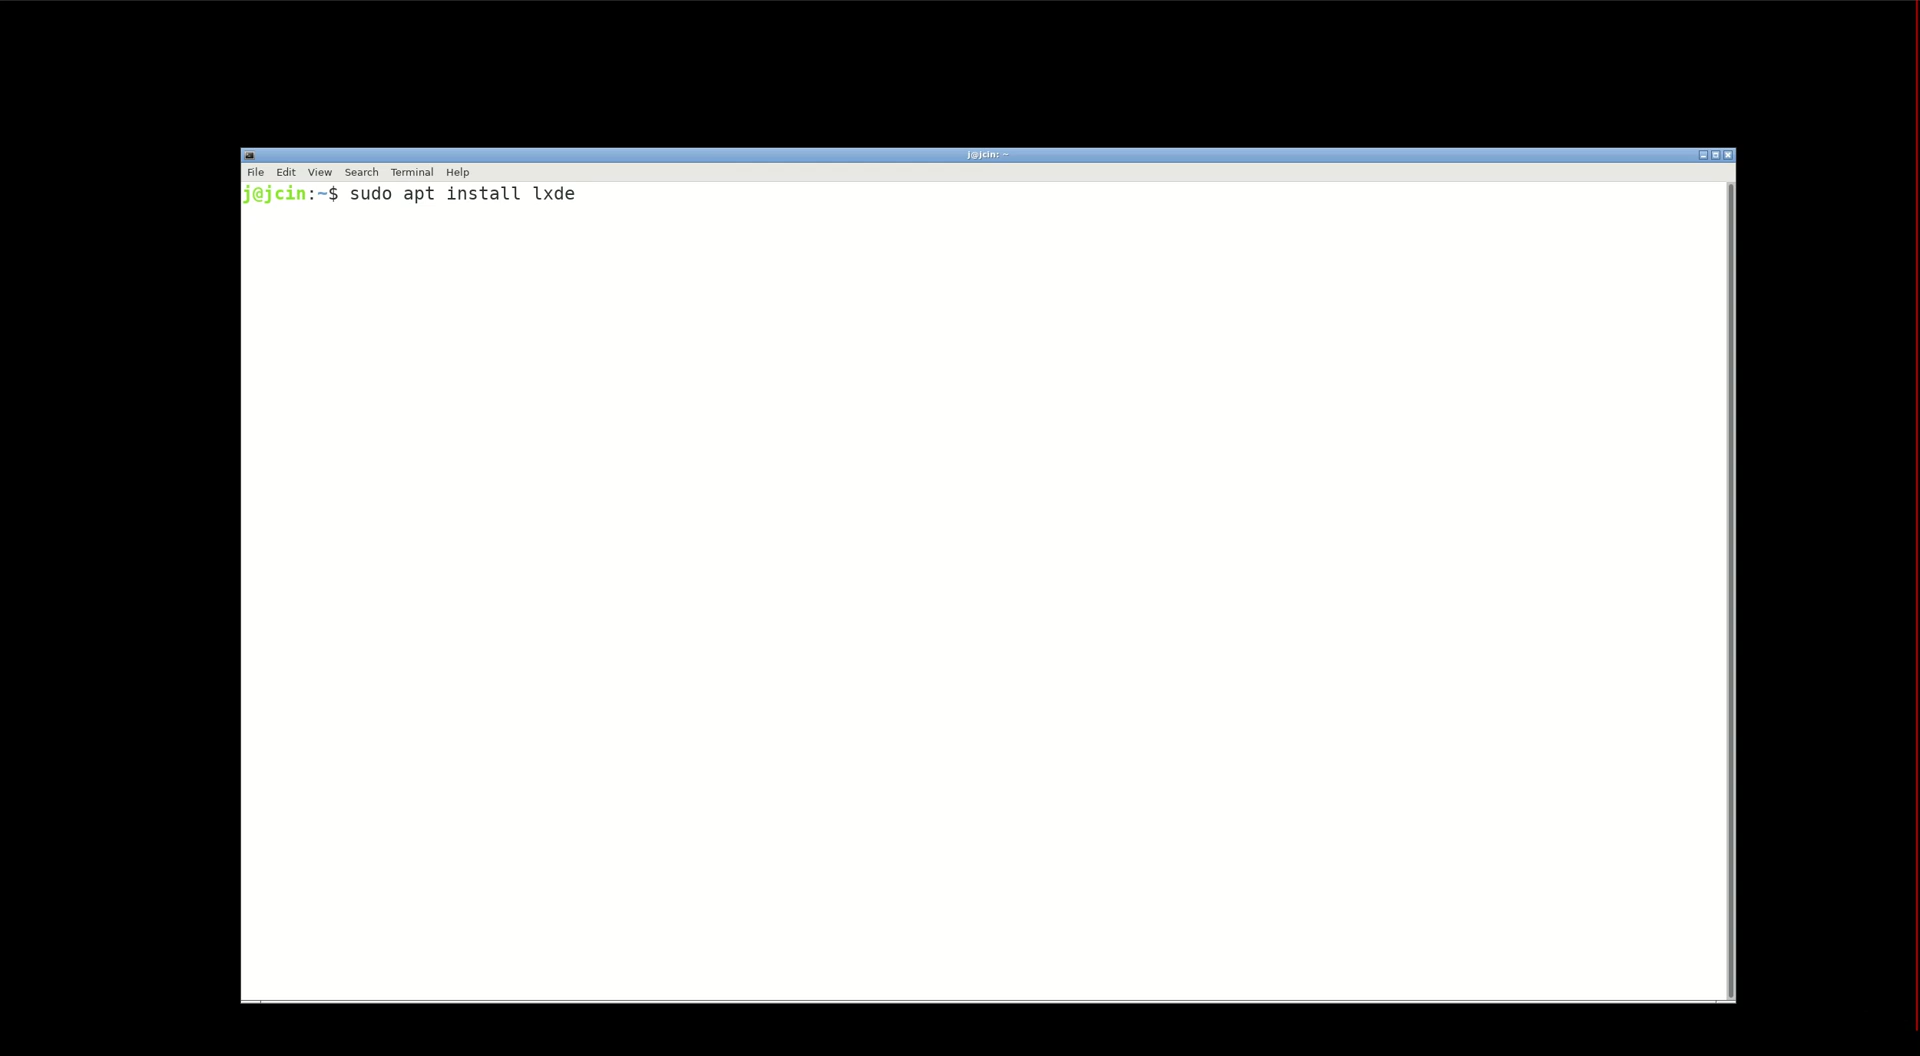 j@jcin: ~
File Edit View Search Terminal Help
j@jcin:~$ sudo apt install lxde